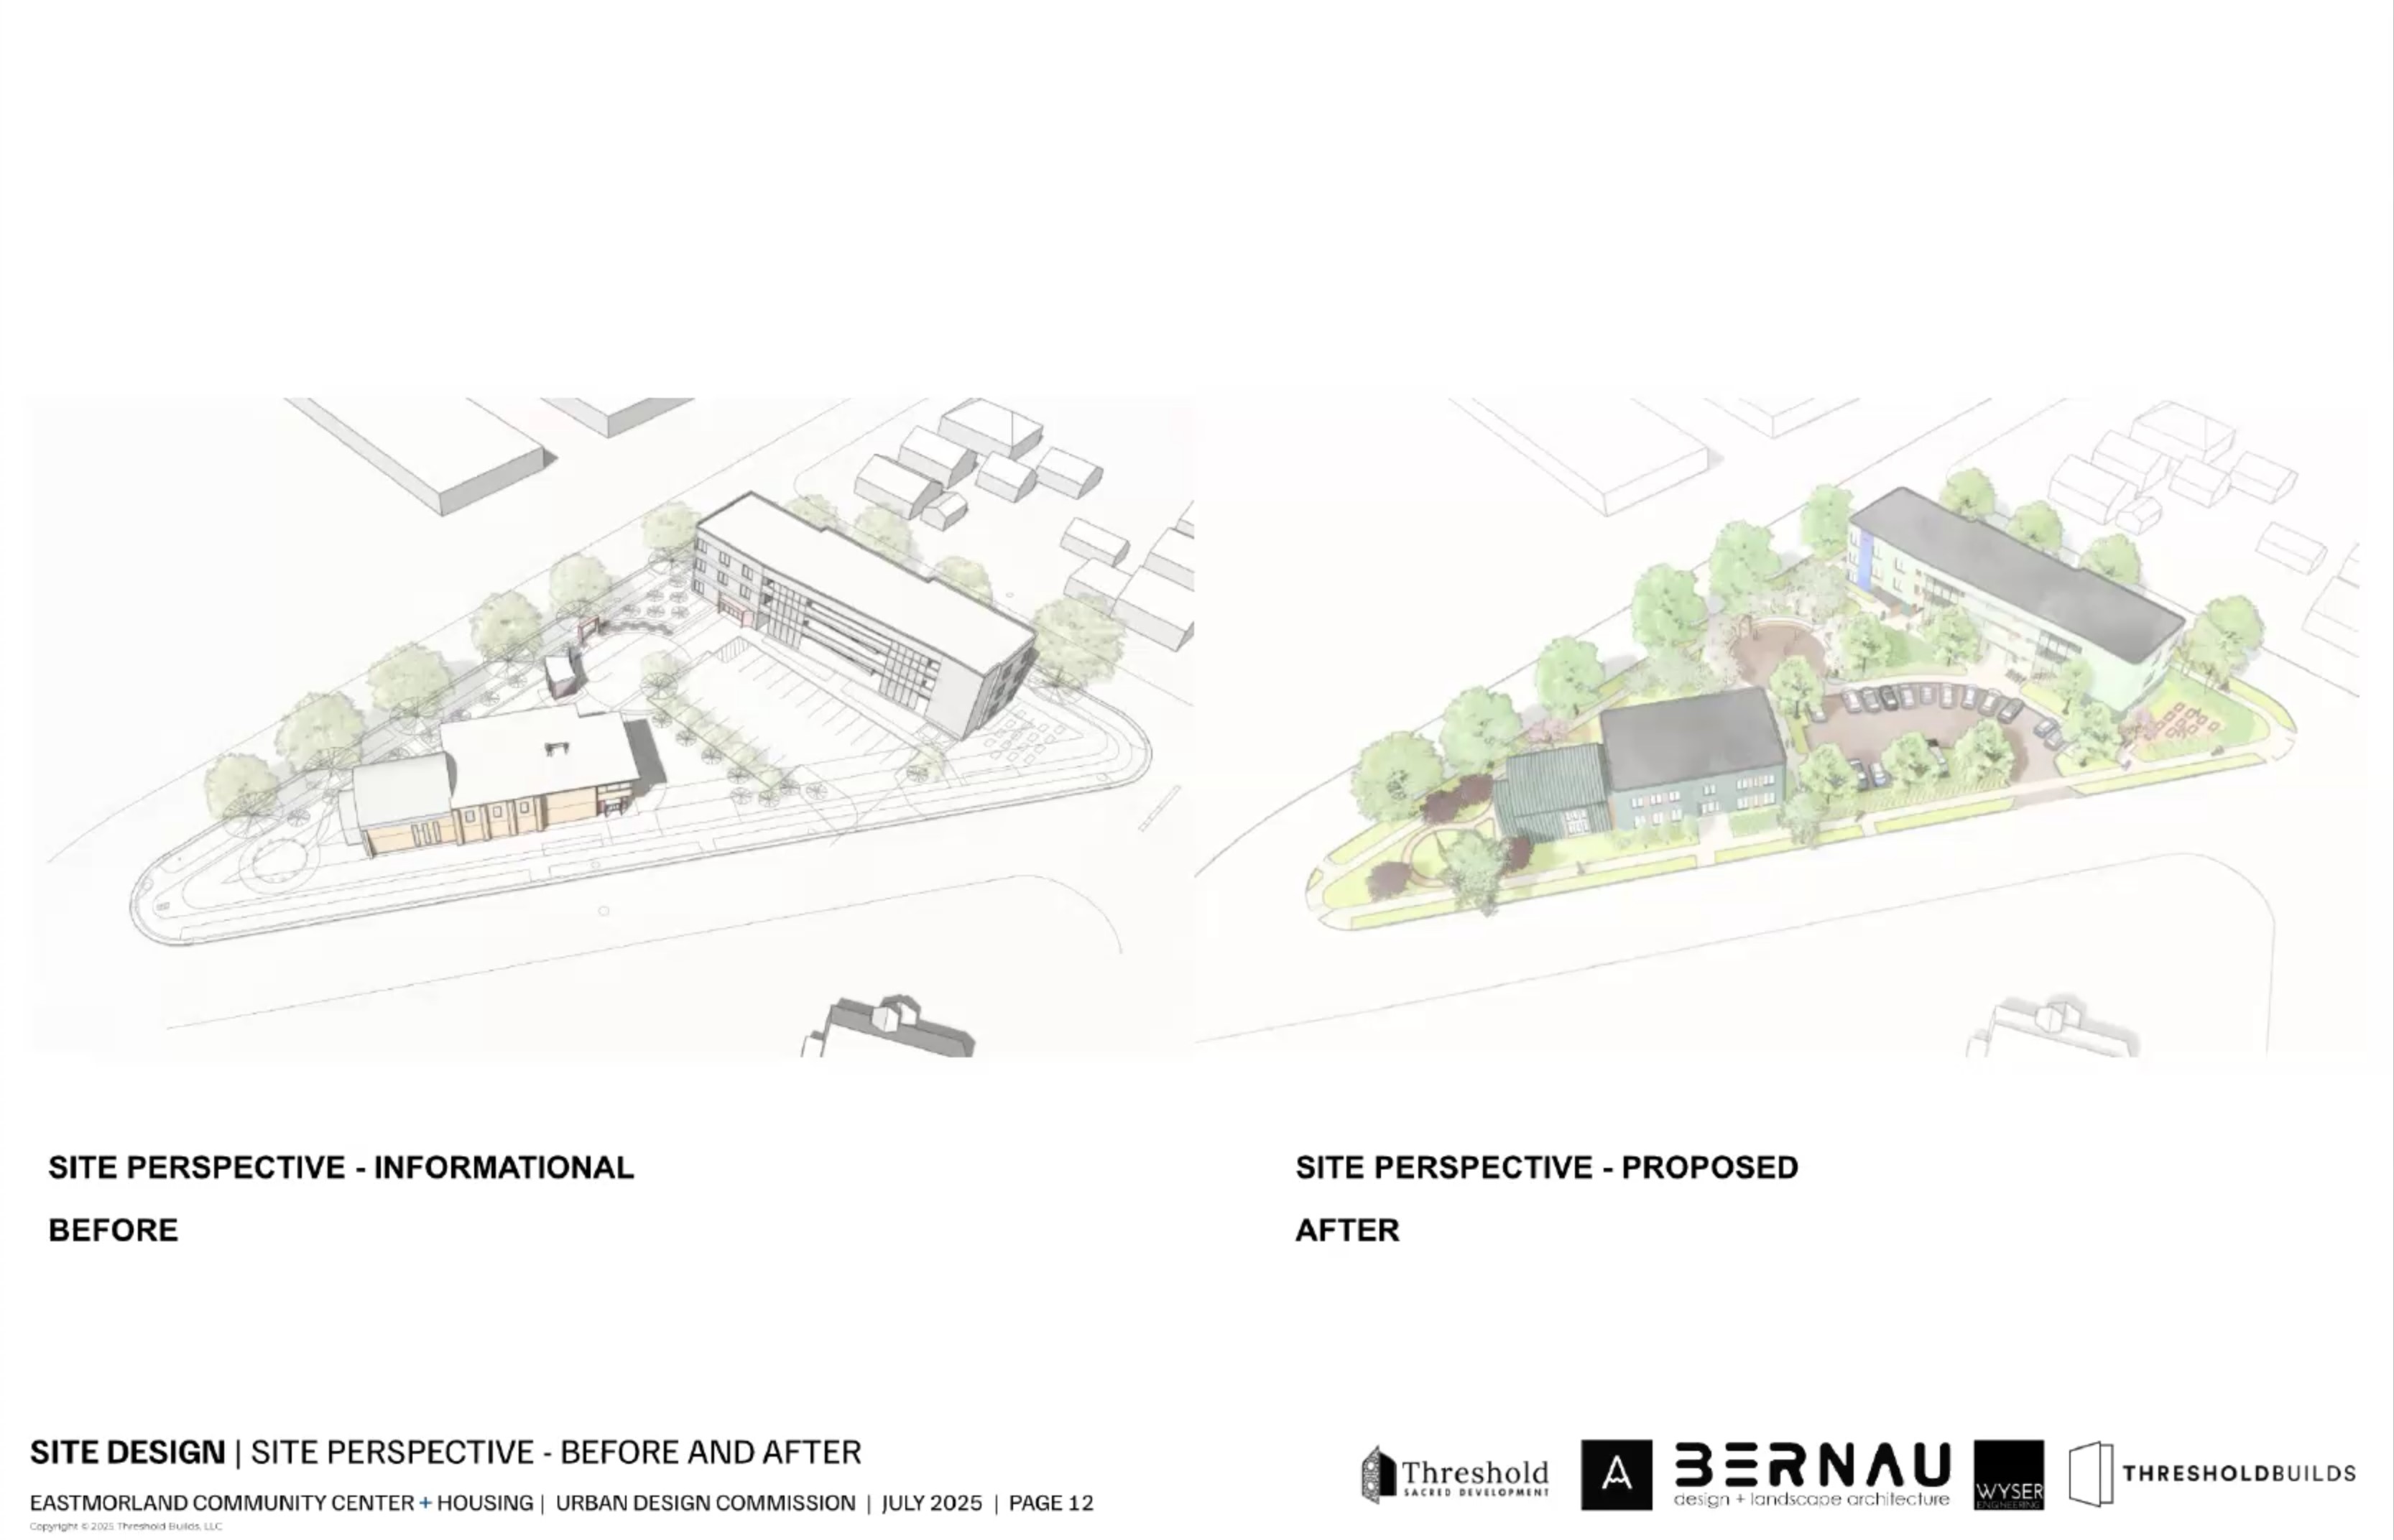 SITE PERSPECTIVE - INFORMATIONAL
BEFORE
SITE PERSPECTIVE - PROPOSED
AFTER
SITE DESIGN | SITE PERSPECTIVE - BEFORE AND AFTER
EASTMORLAND COMMUNITY CENTER + HOUSING | URBAN DESIGN COMMISSION | JULY 2025 | PAGE 12
Copyright © 2025 Threshold Builds, LLC
Threshold
SACRED DEVELOPMENT
A
BERNAU
design + landscape architecture
WYSER
ENGINEERING
THRESHOLDBUILDS